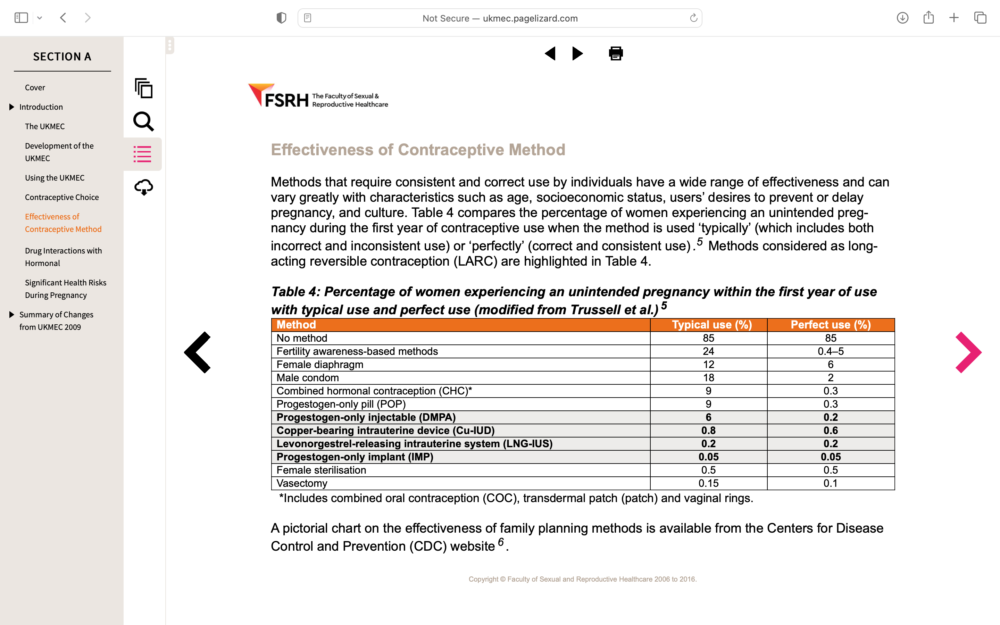 Not Secure — ukmec.pagelizard.com
SECTION A
Cover
Introduction
The UKMEC
Development of the
UKMEC
Using the UKMEC
Contraceptive Choice
Effectiveness of
Contraceptive Method
Drug Interactions with
Hormonal
Significant Health Risks
During Pregnancy
Summary of Changes
from UKMEC 2009
FSRH The Faculty of Sexual &
Reproductive Healthcare
Effectiveness of Contraceptive Method
Methods that require consistent and correct use by individuals have a wide range of effectiveness and can
vary greatly with characteristics such as age, socioeconomic status, users’ desires to prevent or delay
pregnancy, and culture. Table 4 compares the percentage of women experiencing an unintended preg-
nancy during the first year of contraceptive use when the method is used ‘typically’ (which includes both
incorrect and inconsistent use) or ‘perfectly’ (correct and consistent use).5 Methods considered as long-
acting reversible contraception (LARC) are highlighted in Table 4.
Table 4: Percentage of women experiencing an unintended pregnancy within the first year of use
with typical use and perfect use (modified from Trussell et al.) 5
Method Typical use (%) Perfect use (%)
No method 85 85
Fertility awareness-based methods 24 0.4–5
Female diaphragm 12 6
Male condom 18 2
Combined hormonal contraception (CHC)* 9 0.3
Progestogen-only pill (POP) 9 0.3
Progestogen-only injectable (DMPA) 6 0.2
Copper-bearing intrauterine device (Cu-IUD) 0.8 0.6
Levonorgestrel-releasing intrauterine system (LNG-IUS) 0.2 0.2
Progestogen-only implant (IMP) 0.05 0.05
Female sterilisation 0.5 0.5
Vasectomy 0.15 0.1
*Includes combined oral contraception (COC), transdermal patch (patch) and vaginal rings.
A pictorial chart on the effectiveness of family planning methods is available from the Centers for Disease
Control and Prevention (CDC) website 6 .
Copyright © Faculty of Sexual and Reproductive Healthcare 2006 to 2016.